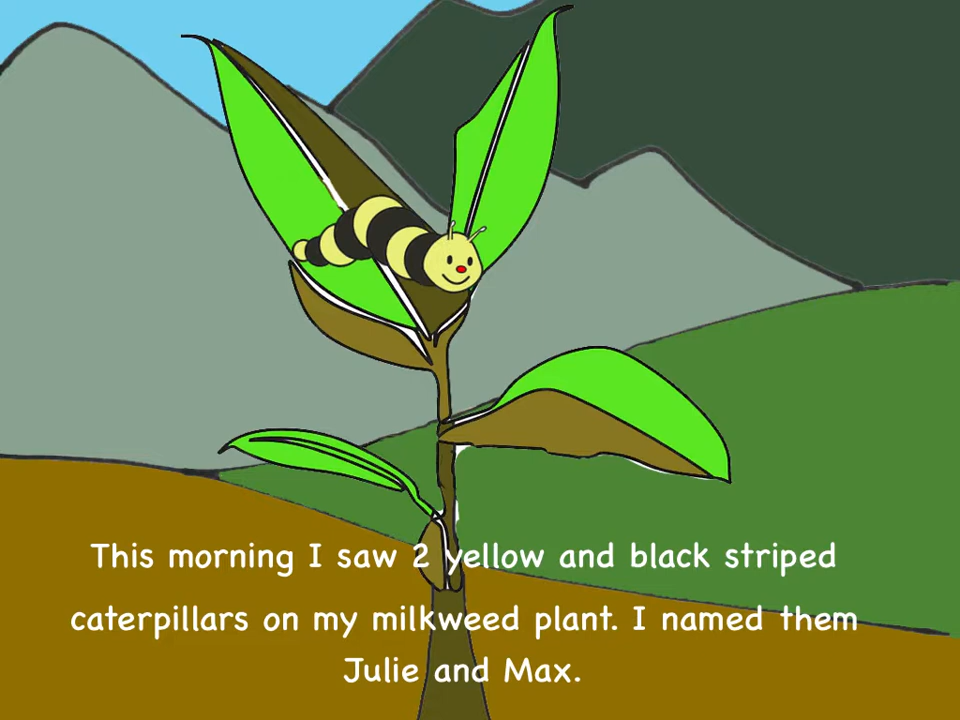 This morning I saw 2 yellow and black striped
caterpillars on my milkweed plant. I named them
Julie and Max.